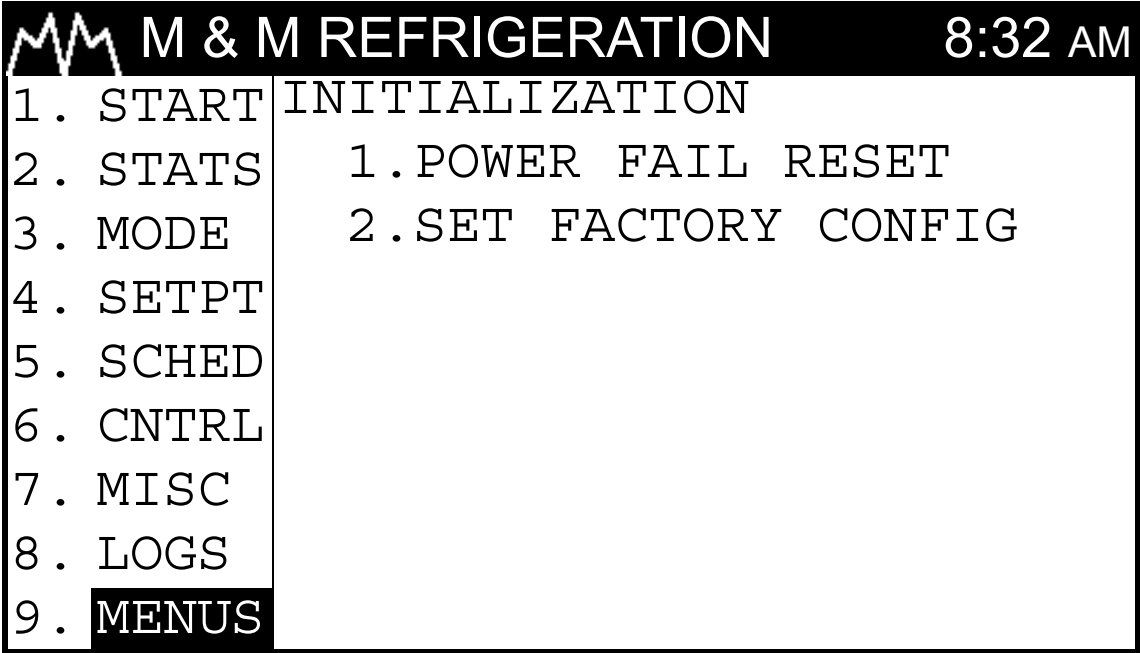 M & M REFRIGERATION 8:32 AM
1. START
2. STATS
3. MODE
4. SETPT
5. SCHED
6. CNTRL
7. MISC
8. LOGS
9. MENUS
INITIALIZATION
1.POWER FAIL RESET
2.SET FACTORY CONFIG